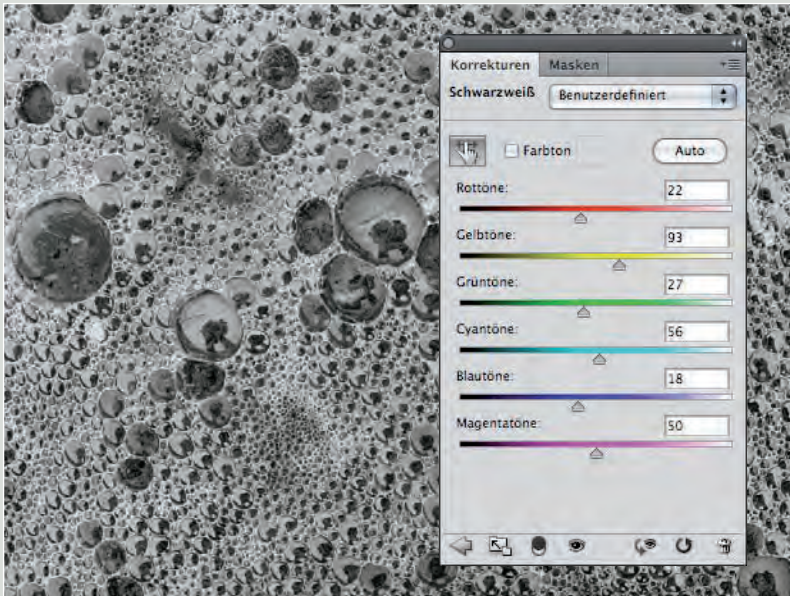 Korrekturen Masken
Schwarzweiß Benutzerdefiniert
Farbton Auto
Rottöne: 22
Gelbtöne: 93
Grüntöne: 27
Cyantöne: 56
Blautöne: 18
Magentatöne: 50